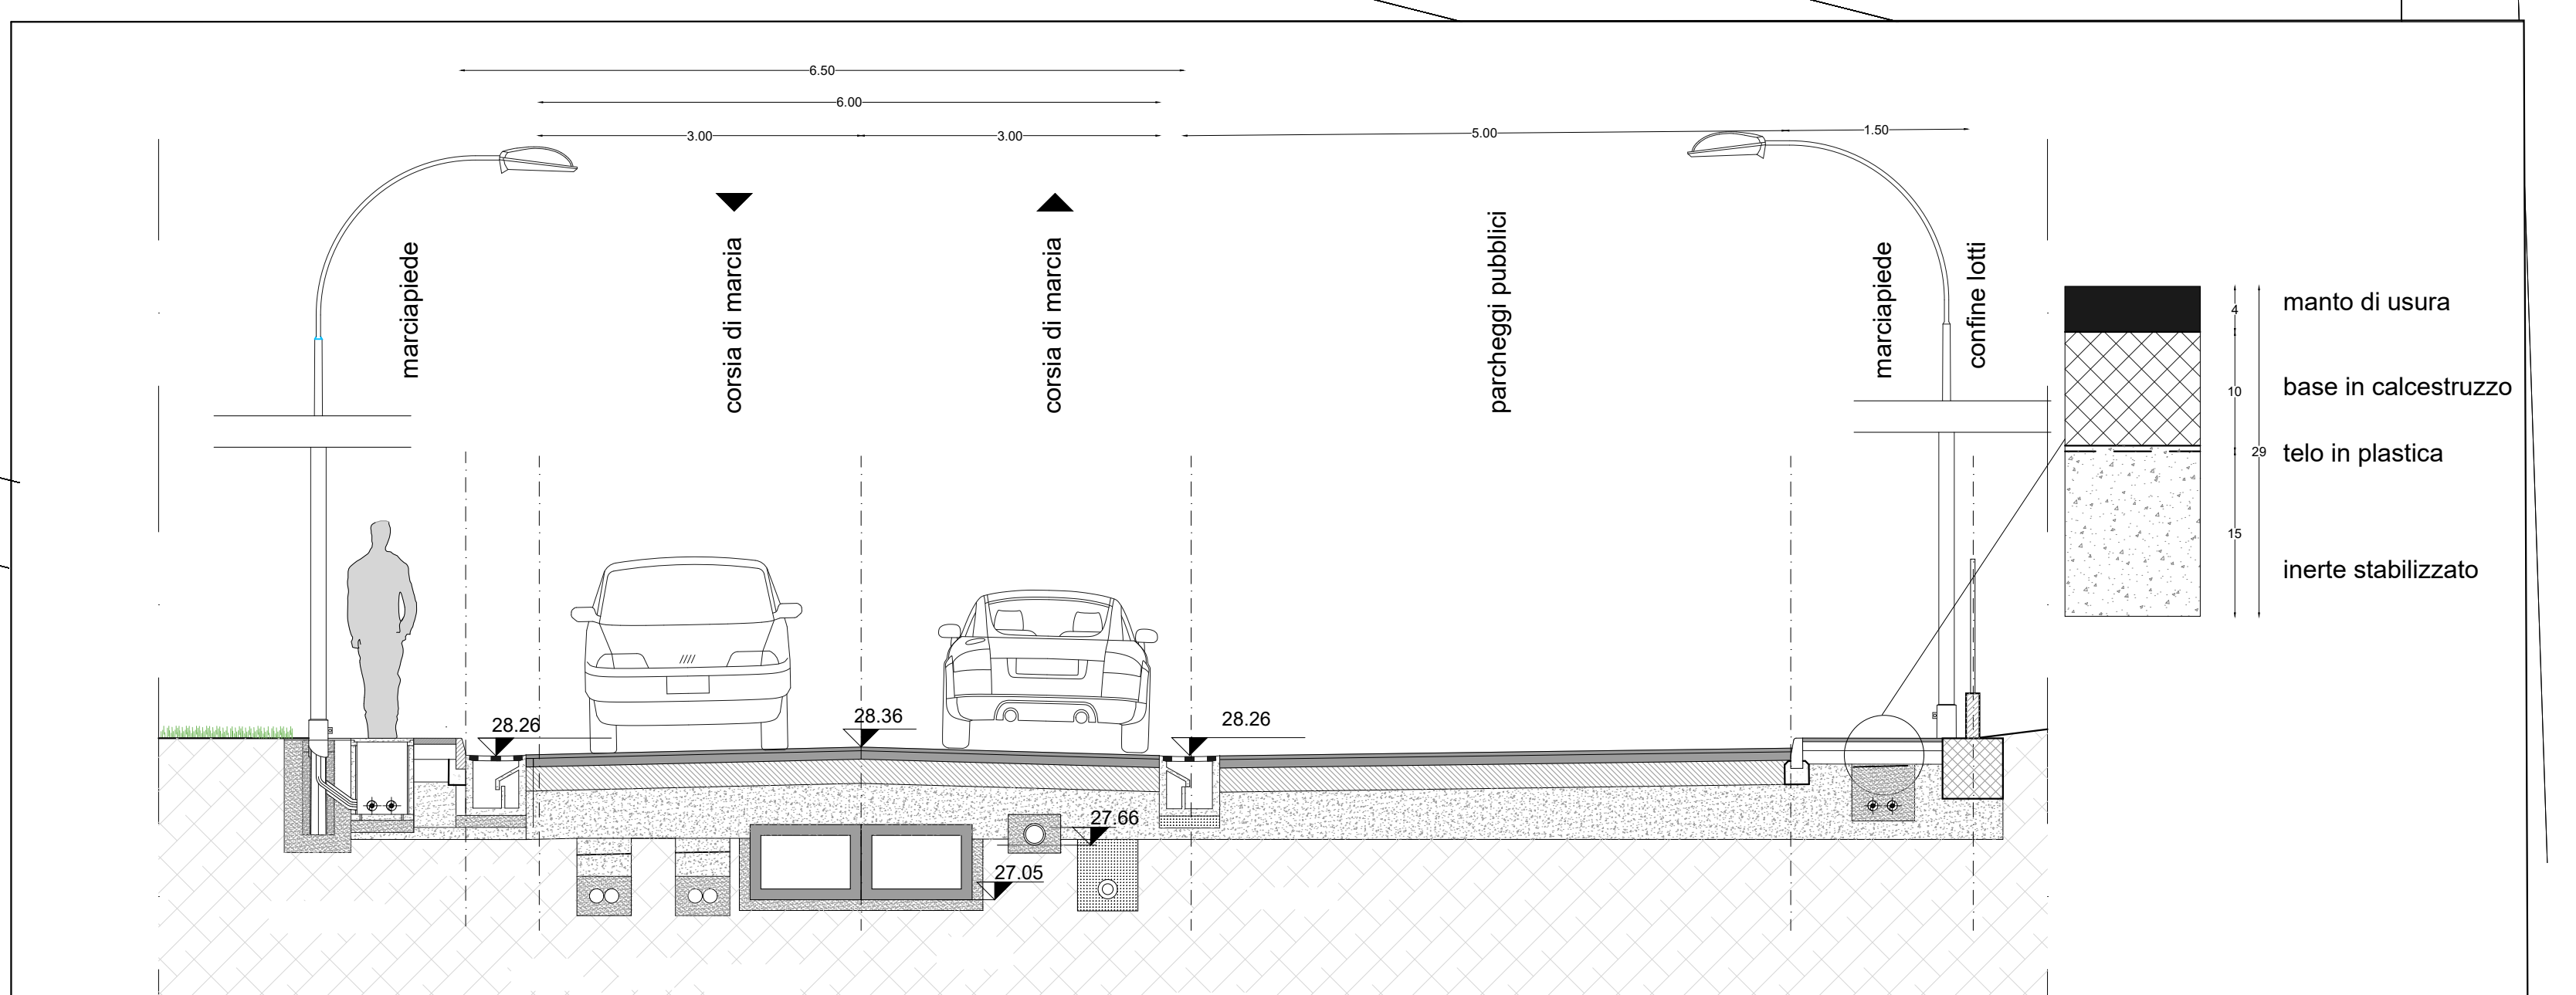 6.50
6.00
3.00
3.00
5.00
1.50
marciapiede
corsia di marcia
corsia di marcia
parcheggi pubblici
marciapiede
confine lotti
4
manto di usura
10
base in calcestruzzo
29
telo in plastica
15
inerte stabilizzato
28.26
28.36
28.26
27.66
27.05